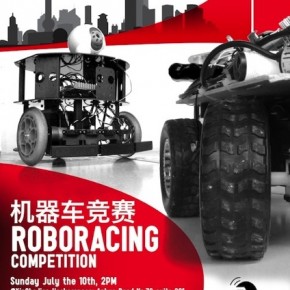 机器车竞赛
ROBORACING
COMPETITION
Sunday July the 10th, 2PM